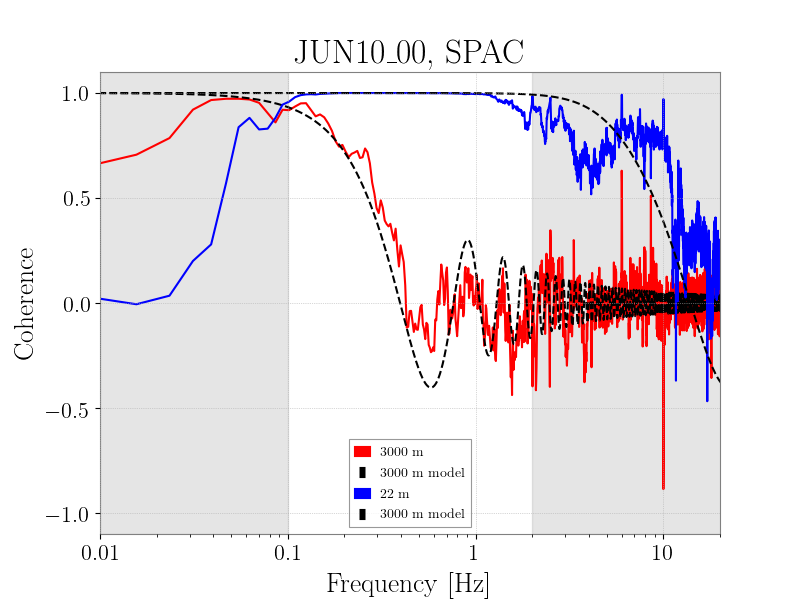 JUN10_00, SPAC
Coherence
1.0
0.5
0.0
−0.5
−1.0
3000 m
3000 m model
22 m
3000 m model
0.01
0.1
1
10
Frequency [Hz]